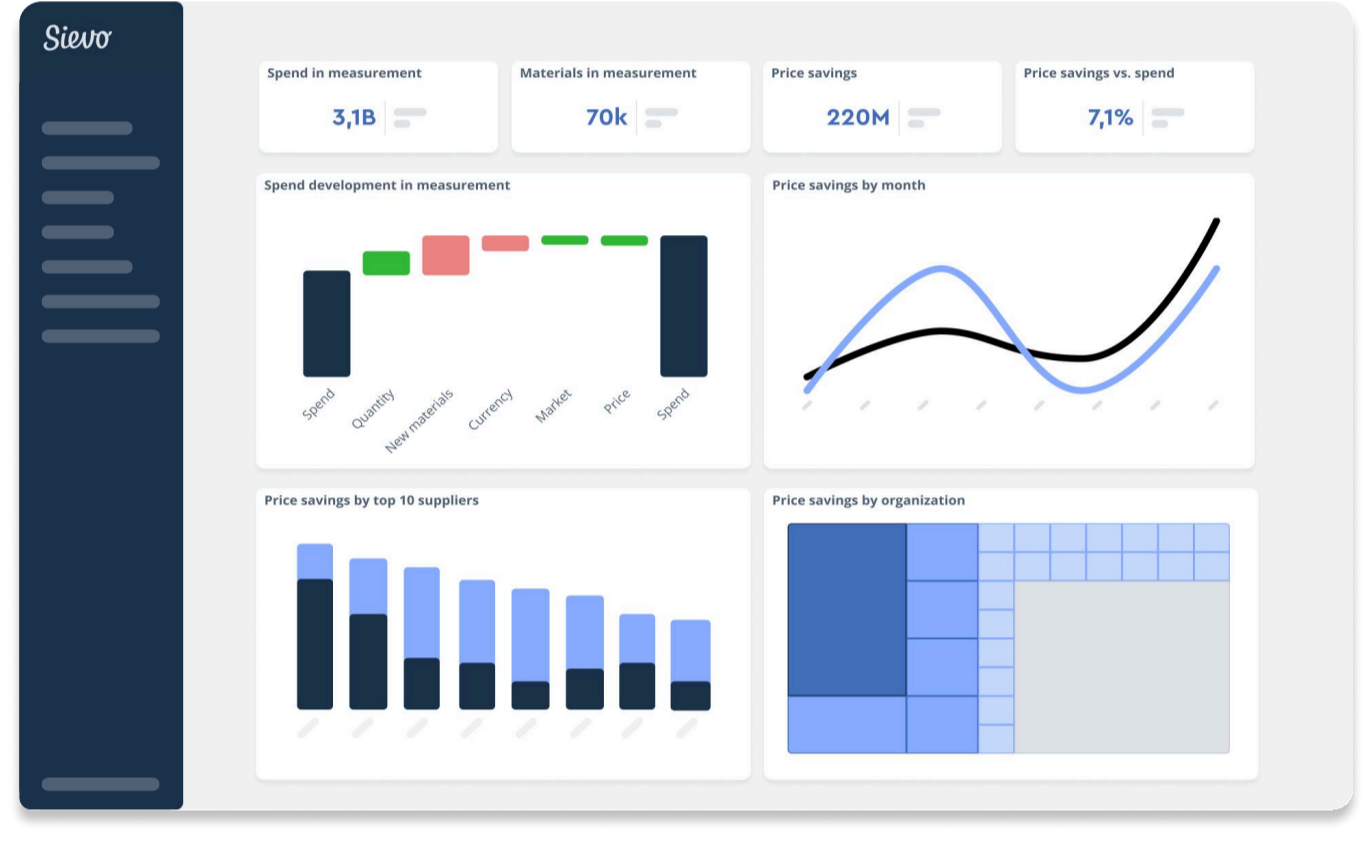 Sievo
Spend in measurement
3,1B
Materials in measurement
70k
Price savings
220M
Price savings vs. spend
7,1%
Spend development in measurement
Spend
Quantity
New materials
Currency
Market
Price
Spend
Price savings by month
Price savings by top 10 suppliers
Price savings by organization